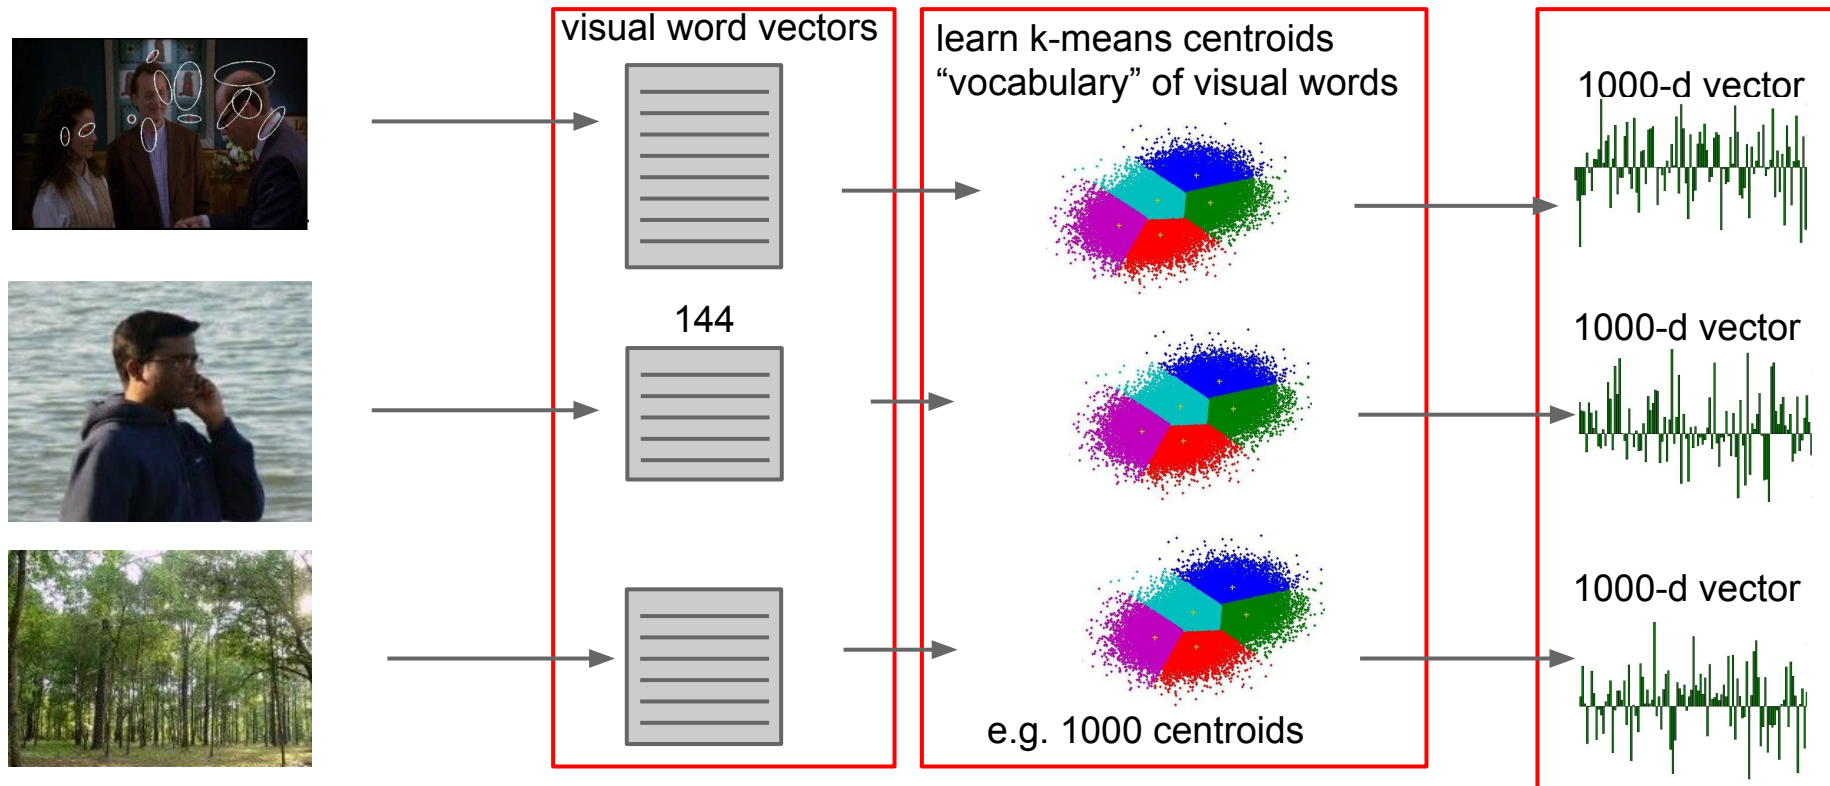 visual word vectors
learn k-means centroids
“vocabulary” of visual words
1000-d vector
144
1000-d vector
1000-d vector
e.g. 1000 centroids